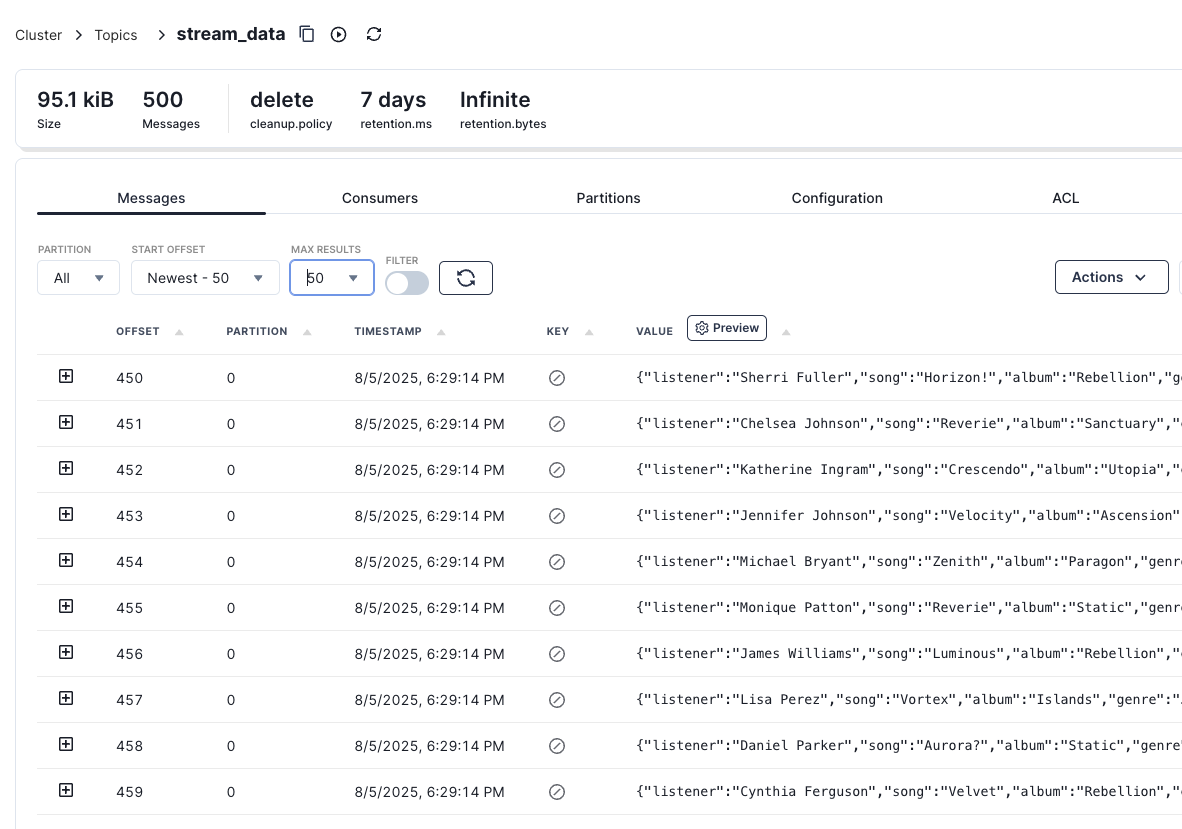 Cluster > Topics > stream_data
95.1 kiB 500 delete 7 days Infinite
Size Messages cleanup.policy retention.ms retention.bytes
Messages Consumers Partitions Configuration ACL
PARTITION START OFFSET MAX RESULTS FILTER
All Newest - 50 50 Actions
OFFSET PARTITION TIMESTAMP KEY VALUE Preview
450 0 8/5/2025, 6:29:14 PM {"listener":"Sherri Fuller","song":"Horizon!","album":"Rebellion","g
451 0 8/5/2025, 6:29:14 PM {"listener":"Chelsea Johnson","song":"Reverie","album":"Sanctuary","
452 0 8/5/2025, 6:29:14 PM {"listener":"Katherine Ingram","song":"Crescendo","album":"Utopia","
453 0 8/5/2025, 6:29:14 PM {"listener":"Jennifer Johnson","song":"Velocity","album":"Ascension"
454 0 8/5/2025, 6:29:14 PM {"listener":"Michael Bryant","song":"Zenith","album":"Paragon","genr
455 0 8/5/2025, 6:29:14 PM {"listener":"Monique Patton","song":"Reverie","album":"Static","genr
456 0 8/5/2025, 6:29:14 PM {"listener":"James Williams","song":"Luminous","album":"Rebellion","
457 0 8/5/2025, 6:29:14 PM {"listener":"Lisa Perez","song":"Vortex","album":"Islands","genre":"
458 0 8/5/2025, 6:29:14 PM {"listener":"Daniel Parker","song":"Aurora?","album":"Static","genre
459 0 8/5/2025, 6:29:14 PM {"listener":"Cynthia Ferguson","song":"Velvet","album":"Rebellion","